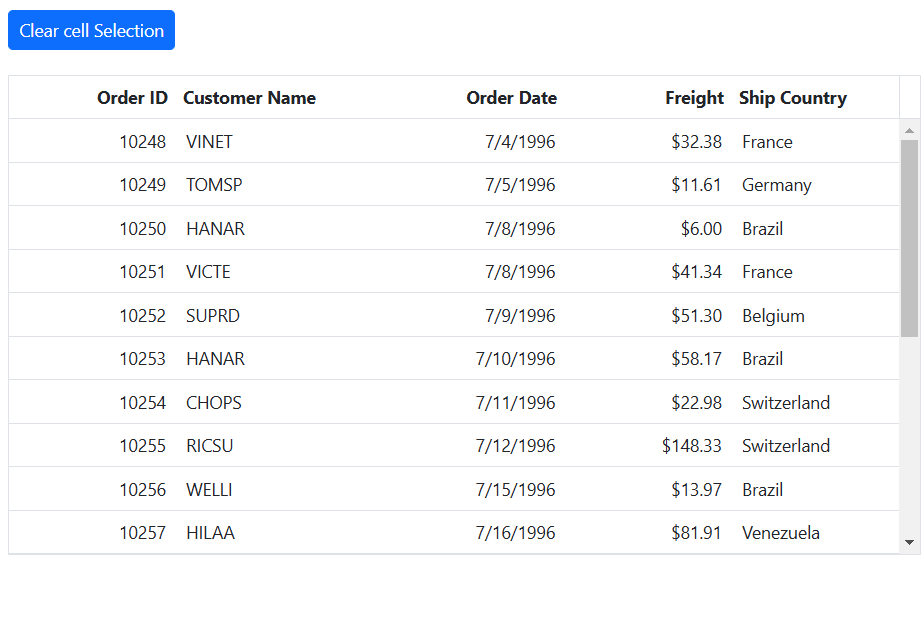 Clear cell Selection
Order ID Customer Name Order Date Freight Ship Country
10248 VINET 7/4/1996 $32.38 France
10249 TOMSP 7/5/1996 $11.61 Germany
10250 HANAR 7/8/1996 $6.00 Brazil
10251 VICTE 7/8/1996 $41.34 France
10252 SUPRD 7/9/1996 $51.30 Belgium
10253 HANAR 7/10/1996 $58.17 Brazil
10254 CHOPS 7/11/1996 $22.98 Switzerland
10255 RICSU 7/12/1996 $148.33 Switzerland
10256 WELLI 7/15/1996 $13.97 Brazil
10257 HILAA 7/16/1996 $81.91 Venezuela